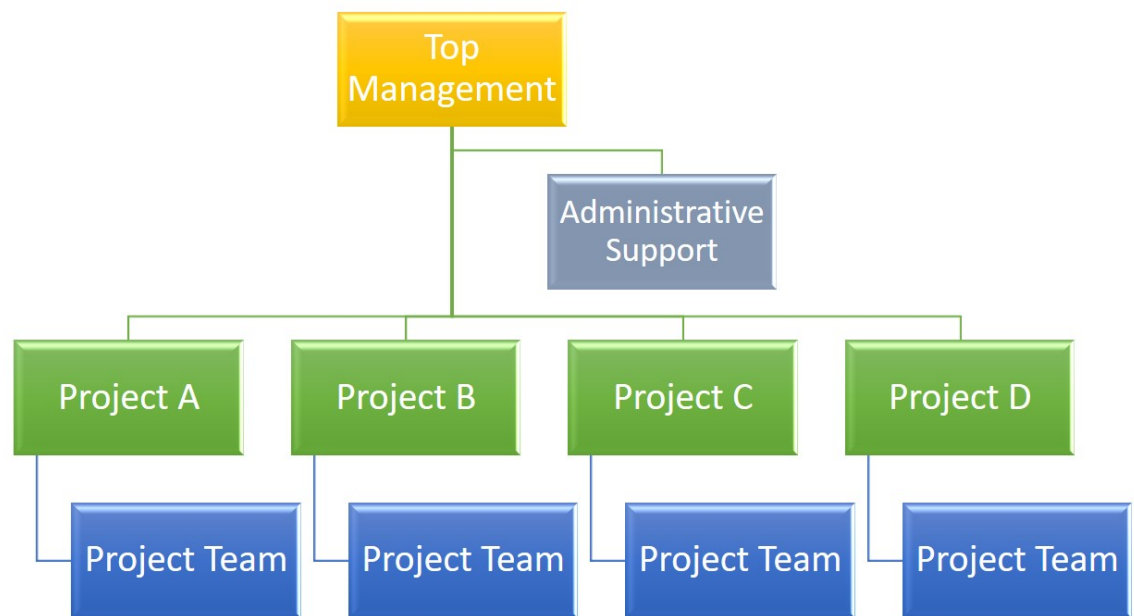 Top
Management
Administrative
Support
Project A
Project B
Project C
Project D
Project Team
Project Team
Project Team
Project Team